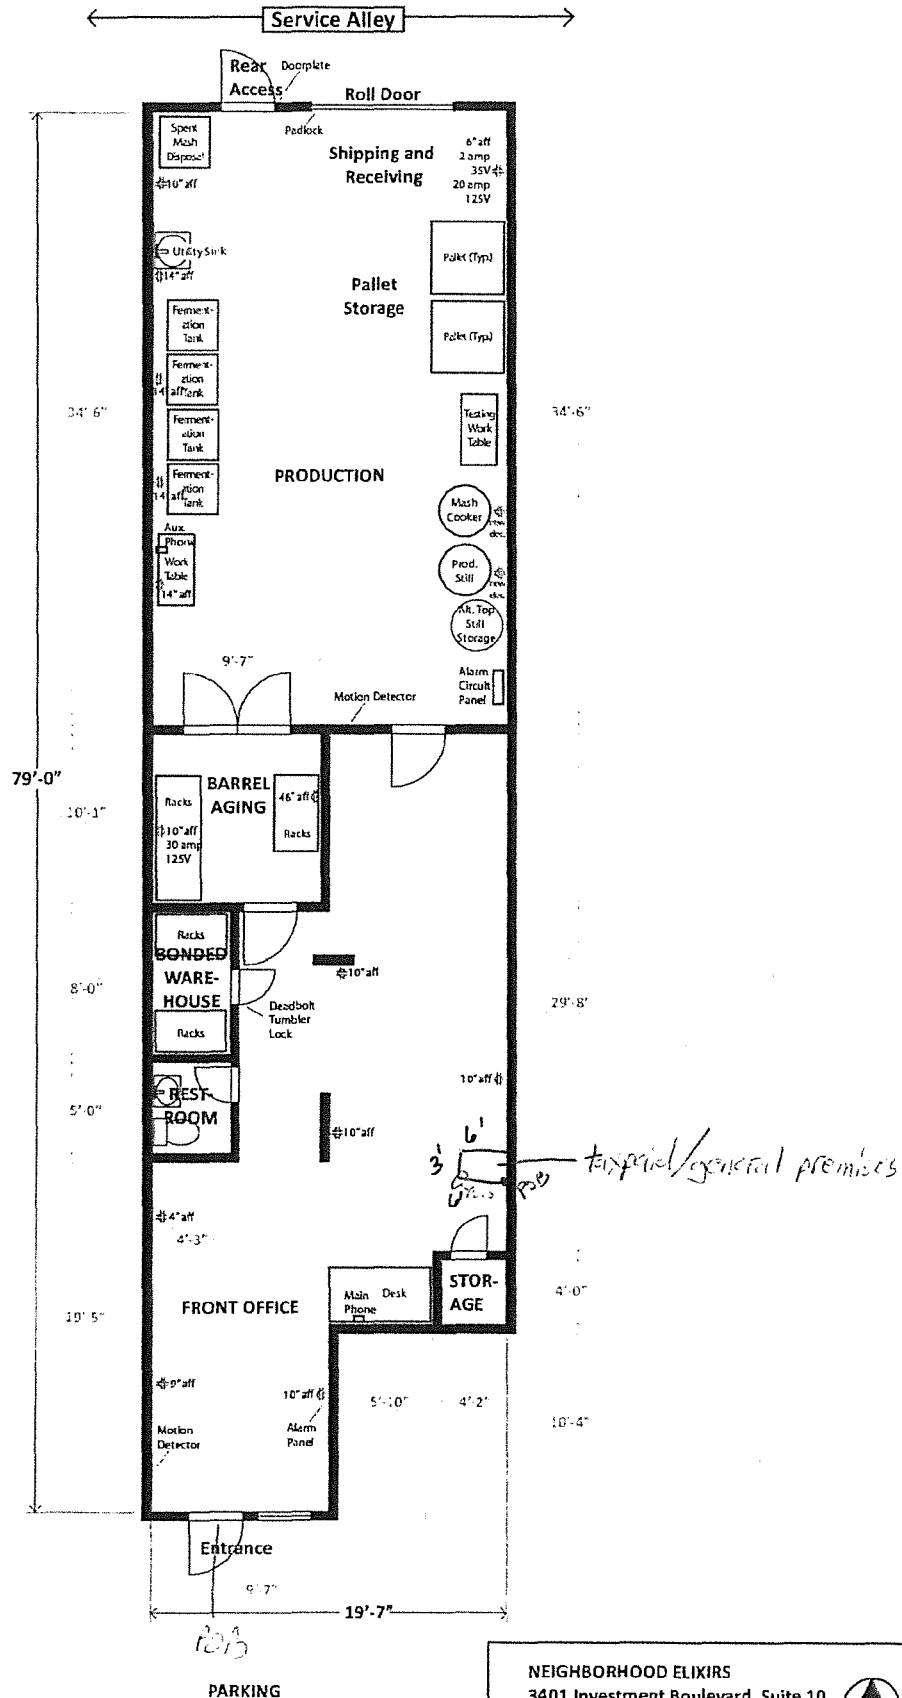 Service Alley
Rear
Access
Doorplate
Roll Door
Padlock
Spent
Mash
Disposal
10" aff
Shipping and
Receiving
6" aff
2 amp
35V
20 amp
125V
Utility Sink
14" aff
Pallet (Typ.)
Pallet
Storage
Pallet (Typ.)
Ferment-
ation
Tank
Ferment-
ation
Tank
14" aff
Ferment-
ation
Tank
Ferment-
ation
Tank
14" aff
34'-6"
34'-6"
Testing
Work
Table
PRODUCTION
Mash
Cooker
new
dec.
Aux.
Phone
Work
Table
14" aff
Prod.
Still
new
dec.
Alt. Top
Still
Storage
9'-7"
Alarm
Circuit
Panel
Motion Detector
79'-0"
10'-1"
BARREL
AGING
Racks
10" aff
30 amp
125V
46" aff
Racks
Racks
BONDED
WARE-
HOUSE
Racks
8'-0"
10" aff
Deadbolt
Tumbler
Lock
29'-8"
10" aff
REST-
ROOM
5'-0"
10" aff
6'
3'
taxpaid/general premises
4" aff
4'-3"
STOR-
AGE
4'-0"
Main
Phone
Desk
FRONT OFFICE
19'-5"
9" aff
10" aff
5'-10"
4'-2"
10'-4"
Alarm
Panel
Motion
Detector
Entrance
9'-7"
19'-7"
PARKING
NEIGHBORHOOD ELIXIRS
3401 Investment Boulevard, Suite 10